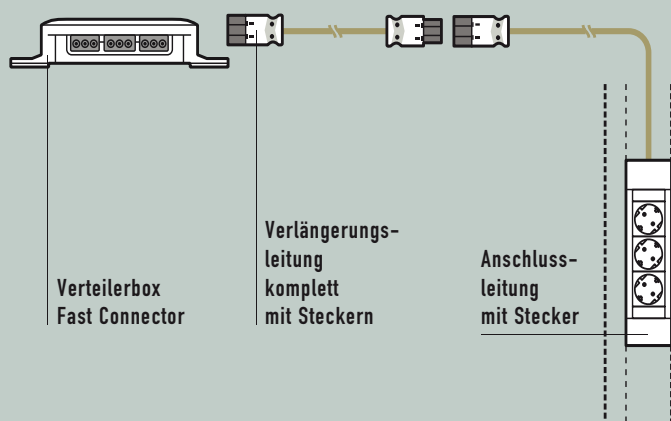 Verteilerbox
Fast Connector
Verlängerungs-
leitung
komplett
mit Steckern
Anschluss-
leitung
mit Stecker